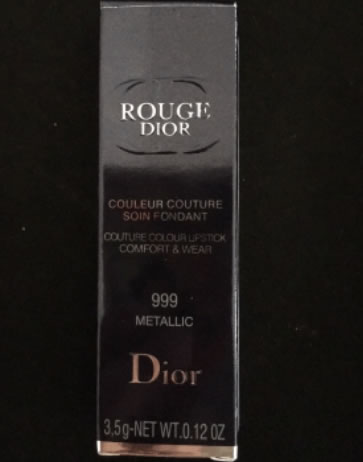 ROUGE
DIOR
COULEUR COUTURE
SOIN FONDANT
COUTURE COLOUR LIPSTICK
COMFORT & WEAR
999
METALLIC
Dior
3,5g-NET WT.0.12 OZ